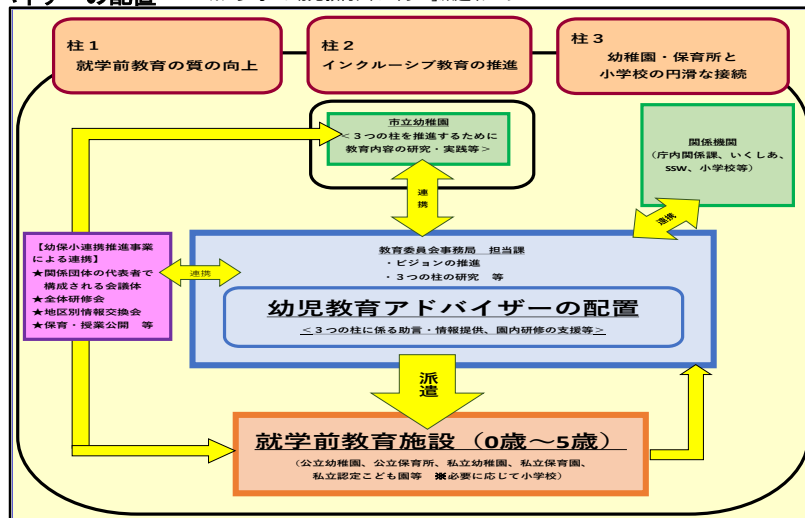 イザーの配置
柱１
就学前教育の質の向上
柱２
インクルーシブ教育の推進
柱３
幼稚園・保育所と
小学校の円滑な接続
市立幼稚園
＜３つの柱を推進するために
教育内容の研究・実践等＞
関係機関
（庁内関係課、いくしあ、
SSW、小学校等）
連携
連携
【幼保小連携推進事業
による連携】
★関係団体の代表者で
構成される会議体
★全体研修会
★地区別情報交換会
★保育・授業公開　等
連携
教育委員会事務局　担当課
・ビジョンの推進
・３つの柱の研究　等
幼児教育アドバイザーの配置
＜３つの柱に係る助言・情報提供、園内研修の支援等＞
派遣
就学前教育施設（0歳～5歳）
（公立幼稚園、公立保育所、私立幼稚園、私立保育園、
私立認定こども園等　※必要に応じて小学校）